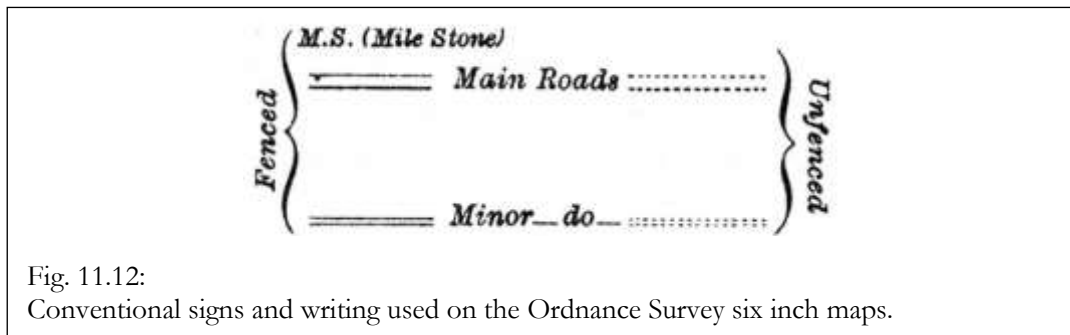 M.S. (Mile Stone)
Fenced
Main Roads
Unfenced
Minor do
Fig. 11.12:
Conventional signs and writing used on the Ordnance Survey six inch maps.